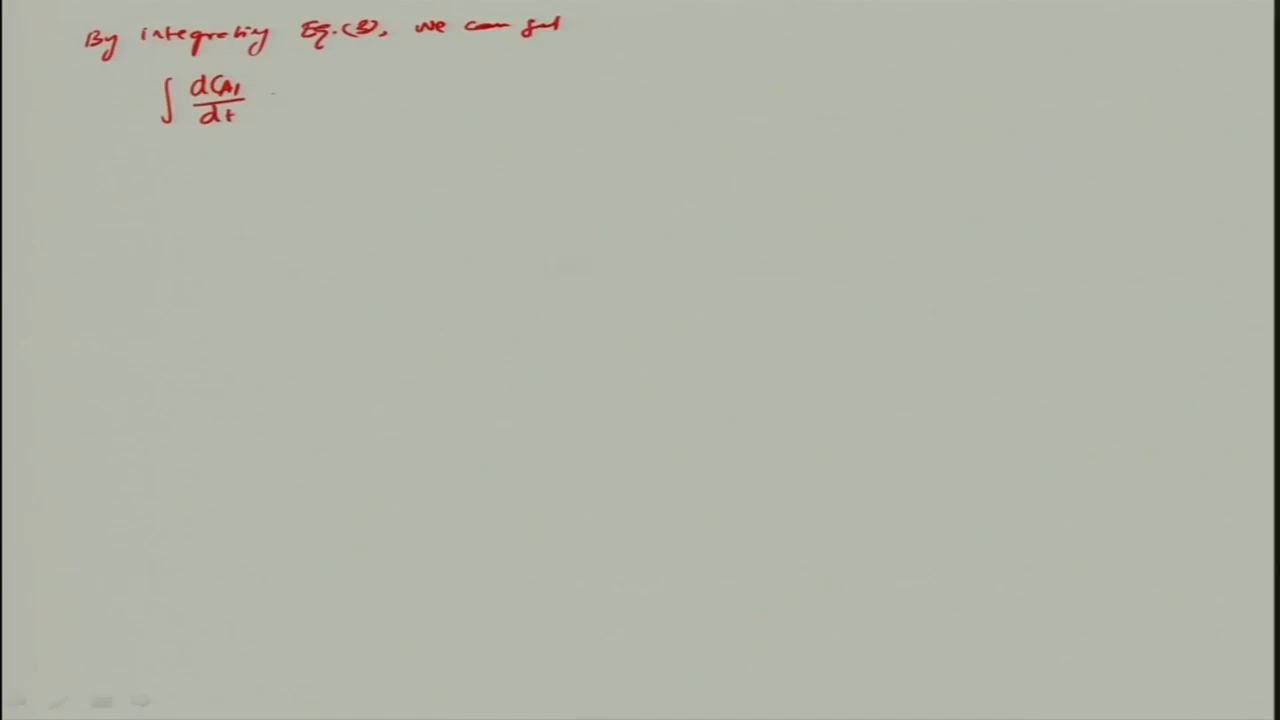 By integrating Eq.(3), we can get
∫ dCA1/dt